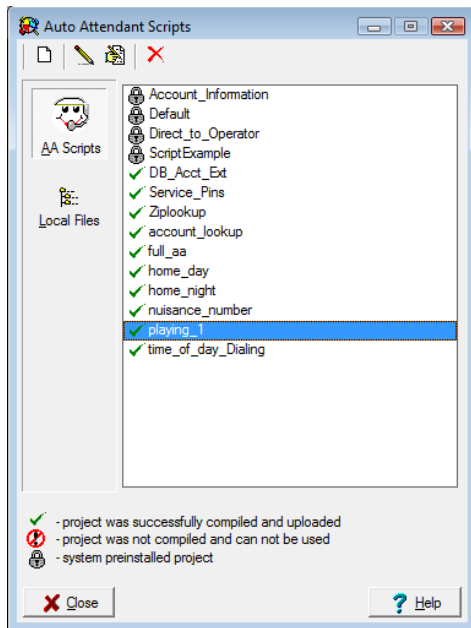 Auto Attendant Scripts
AA Scripts
Local Files
Account_Information
Default
Direct_to_Operator
ScriptExample
DB_Acct_Ext
Service_Pins
Ziplookup
account_lookup
full_aa
home_day
home_night
nuisance_number
playing_1
time_of_day_Dialing
- project was successfully compiled and uploaded
- project was not compiled and can not be used
- system preinstalled project
Close
Help